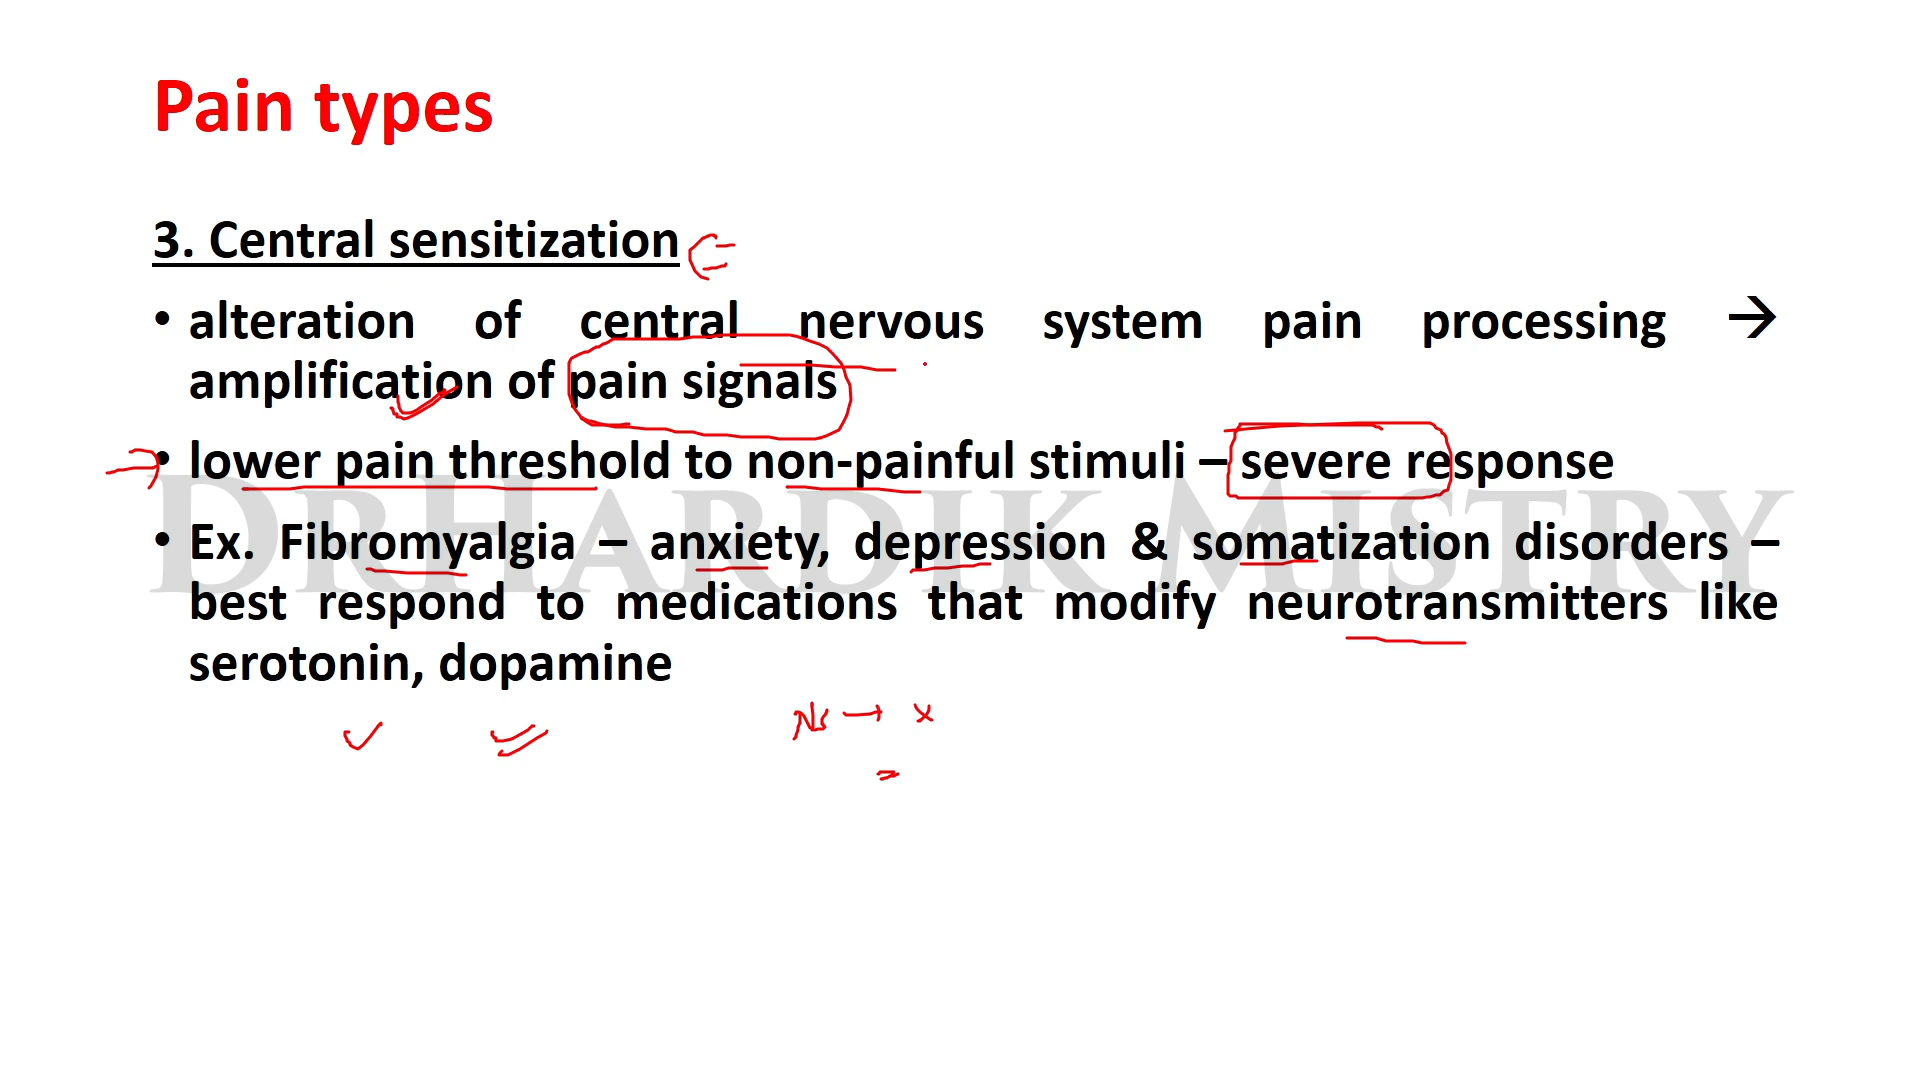 Pain types
3. Central sensitization
• alteration of central nervous system pain processing →
amplification of pain signals
• lower pain threshold to non-painful stimuli – severe response
DrHardik Mistry
• Ex. Fibromyalgia – anxiety, depression & somatization disorders –
best respond to medications that modify neurotransmitters like
serotonin, dopamine